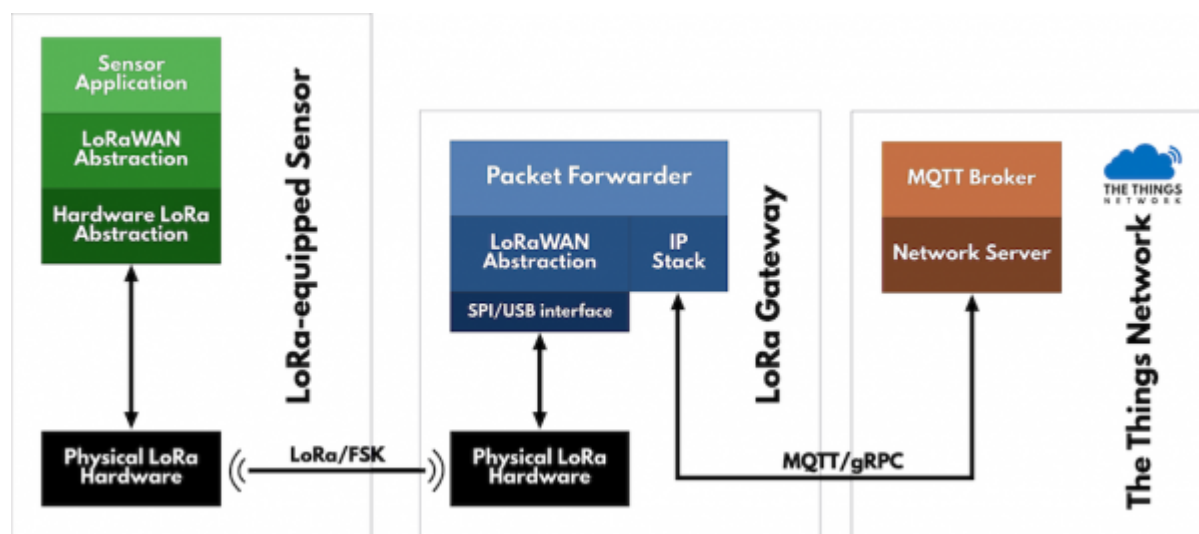 Sensor
Application
LoRaWAN
Abstraction
Hardware LoRa
Abstraction
LoRa-equipped Sensor
Physical LoRa
Hardware
LoRa/FSK
Packet Forwarder
LoRaWAN
Abstraction
IP
Stack
SPI/USB interface
LoRa Gateway
Physical LoRa
Hardware
MQTT/gRPC
MQTT Broker
Network Server
THE THINGS
NETWORK
The Things Network